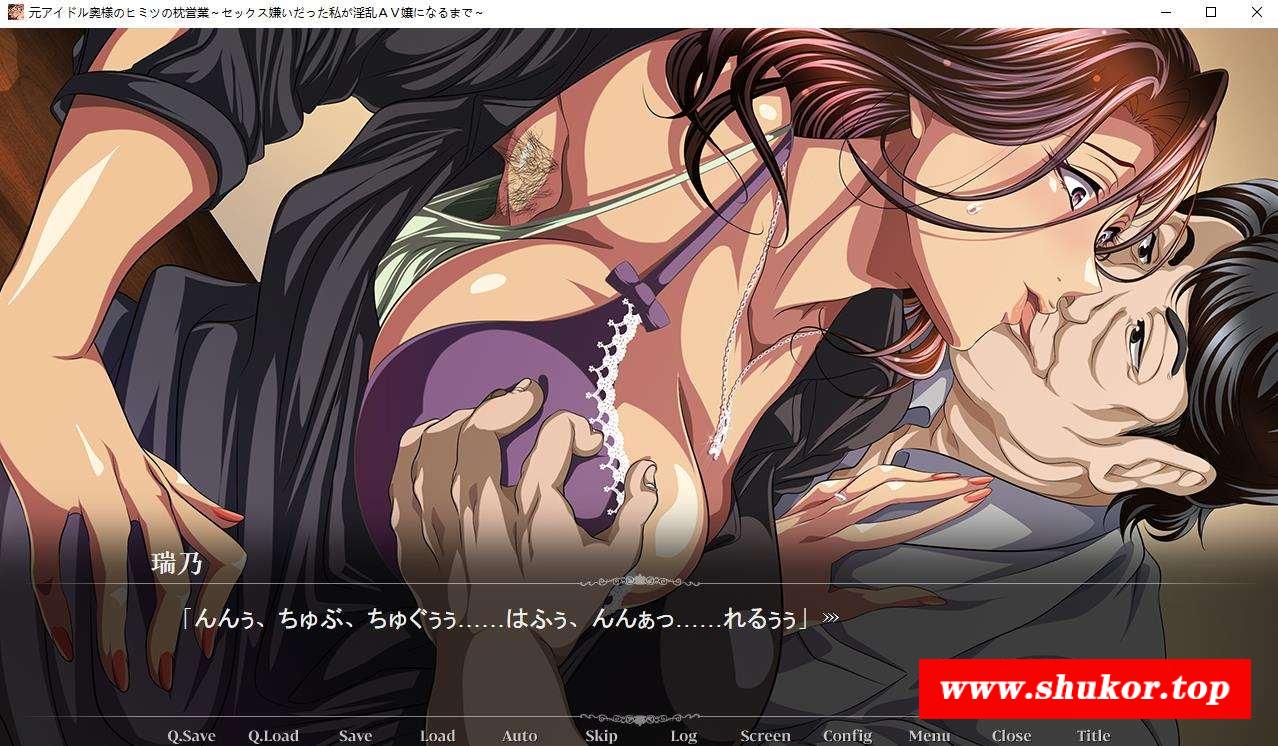 元アイドル奥様のヒミツの枕営業～セックス嫌いだった私が淫乱ＡＶ嬢になるまで～
瑞乃
「んんぅ、ちゅぶ、ちゅぐぅぅ……はふぅ、んんぁっ……れるぅぅ」
www.shukor.top
Q.Save Q.Load Save Load Auto Skip Log Screen Config Menu Close Title